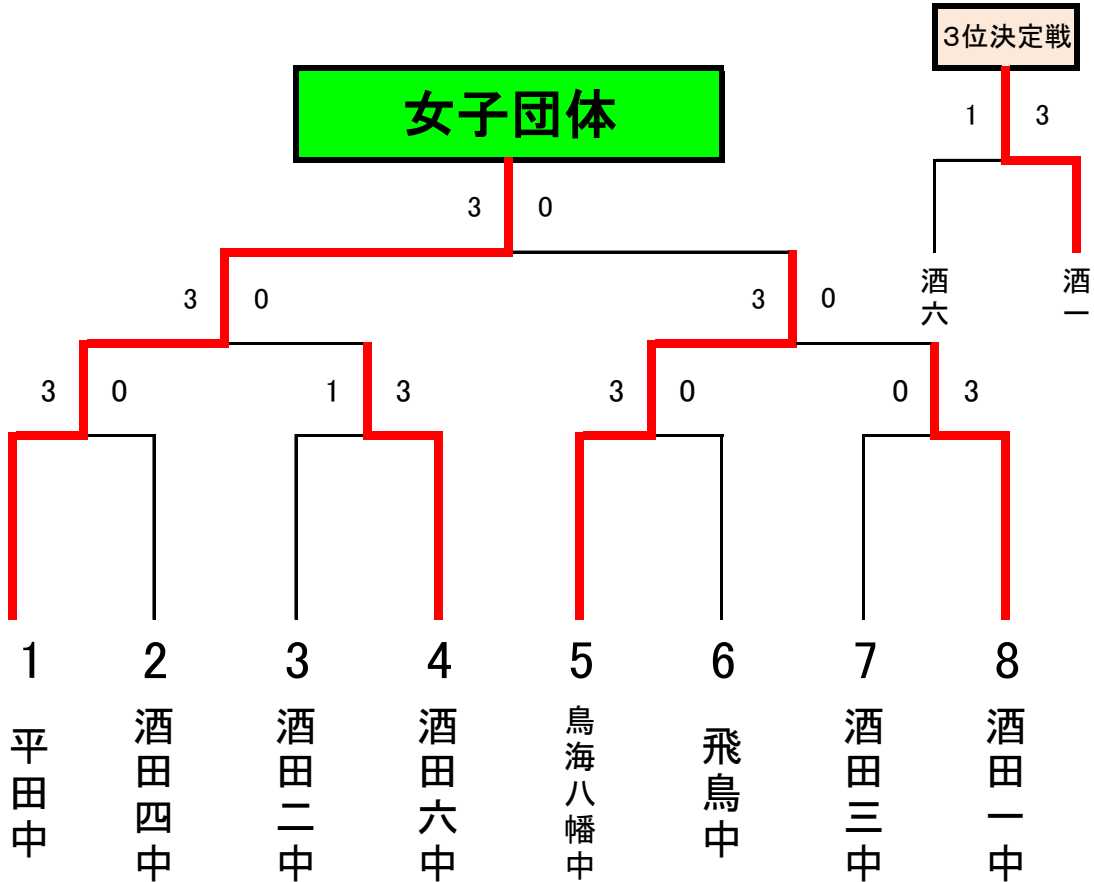 3位決定戦
女子団体
1 3
3 0
酒六
酒一
3 0
3 0
3 0
1 3
3 0
0 3
1 2 3 4 5 6 7 8
平田中
酒田四中
酒田二中
酒田六中
鳥海八幡中
飛鳥中
酒田三中
酒田一中